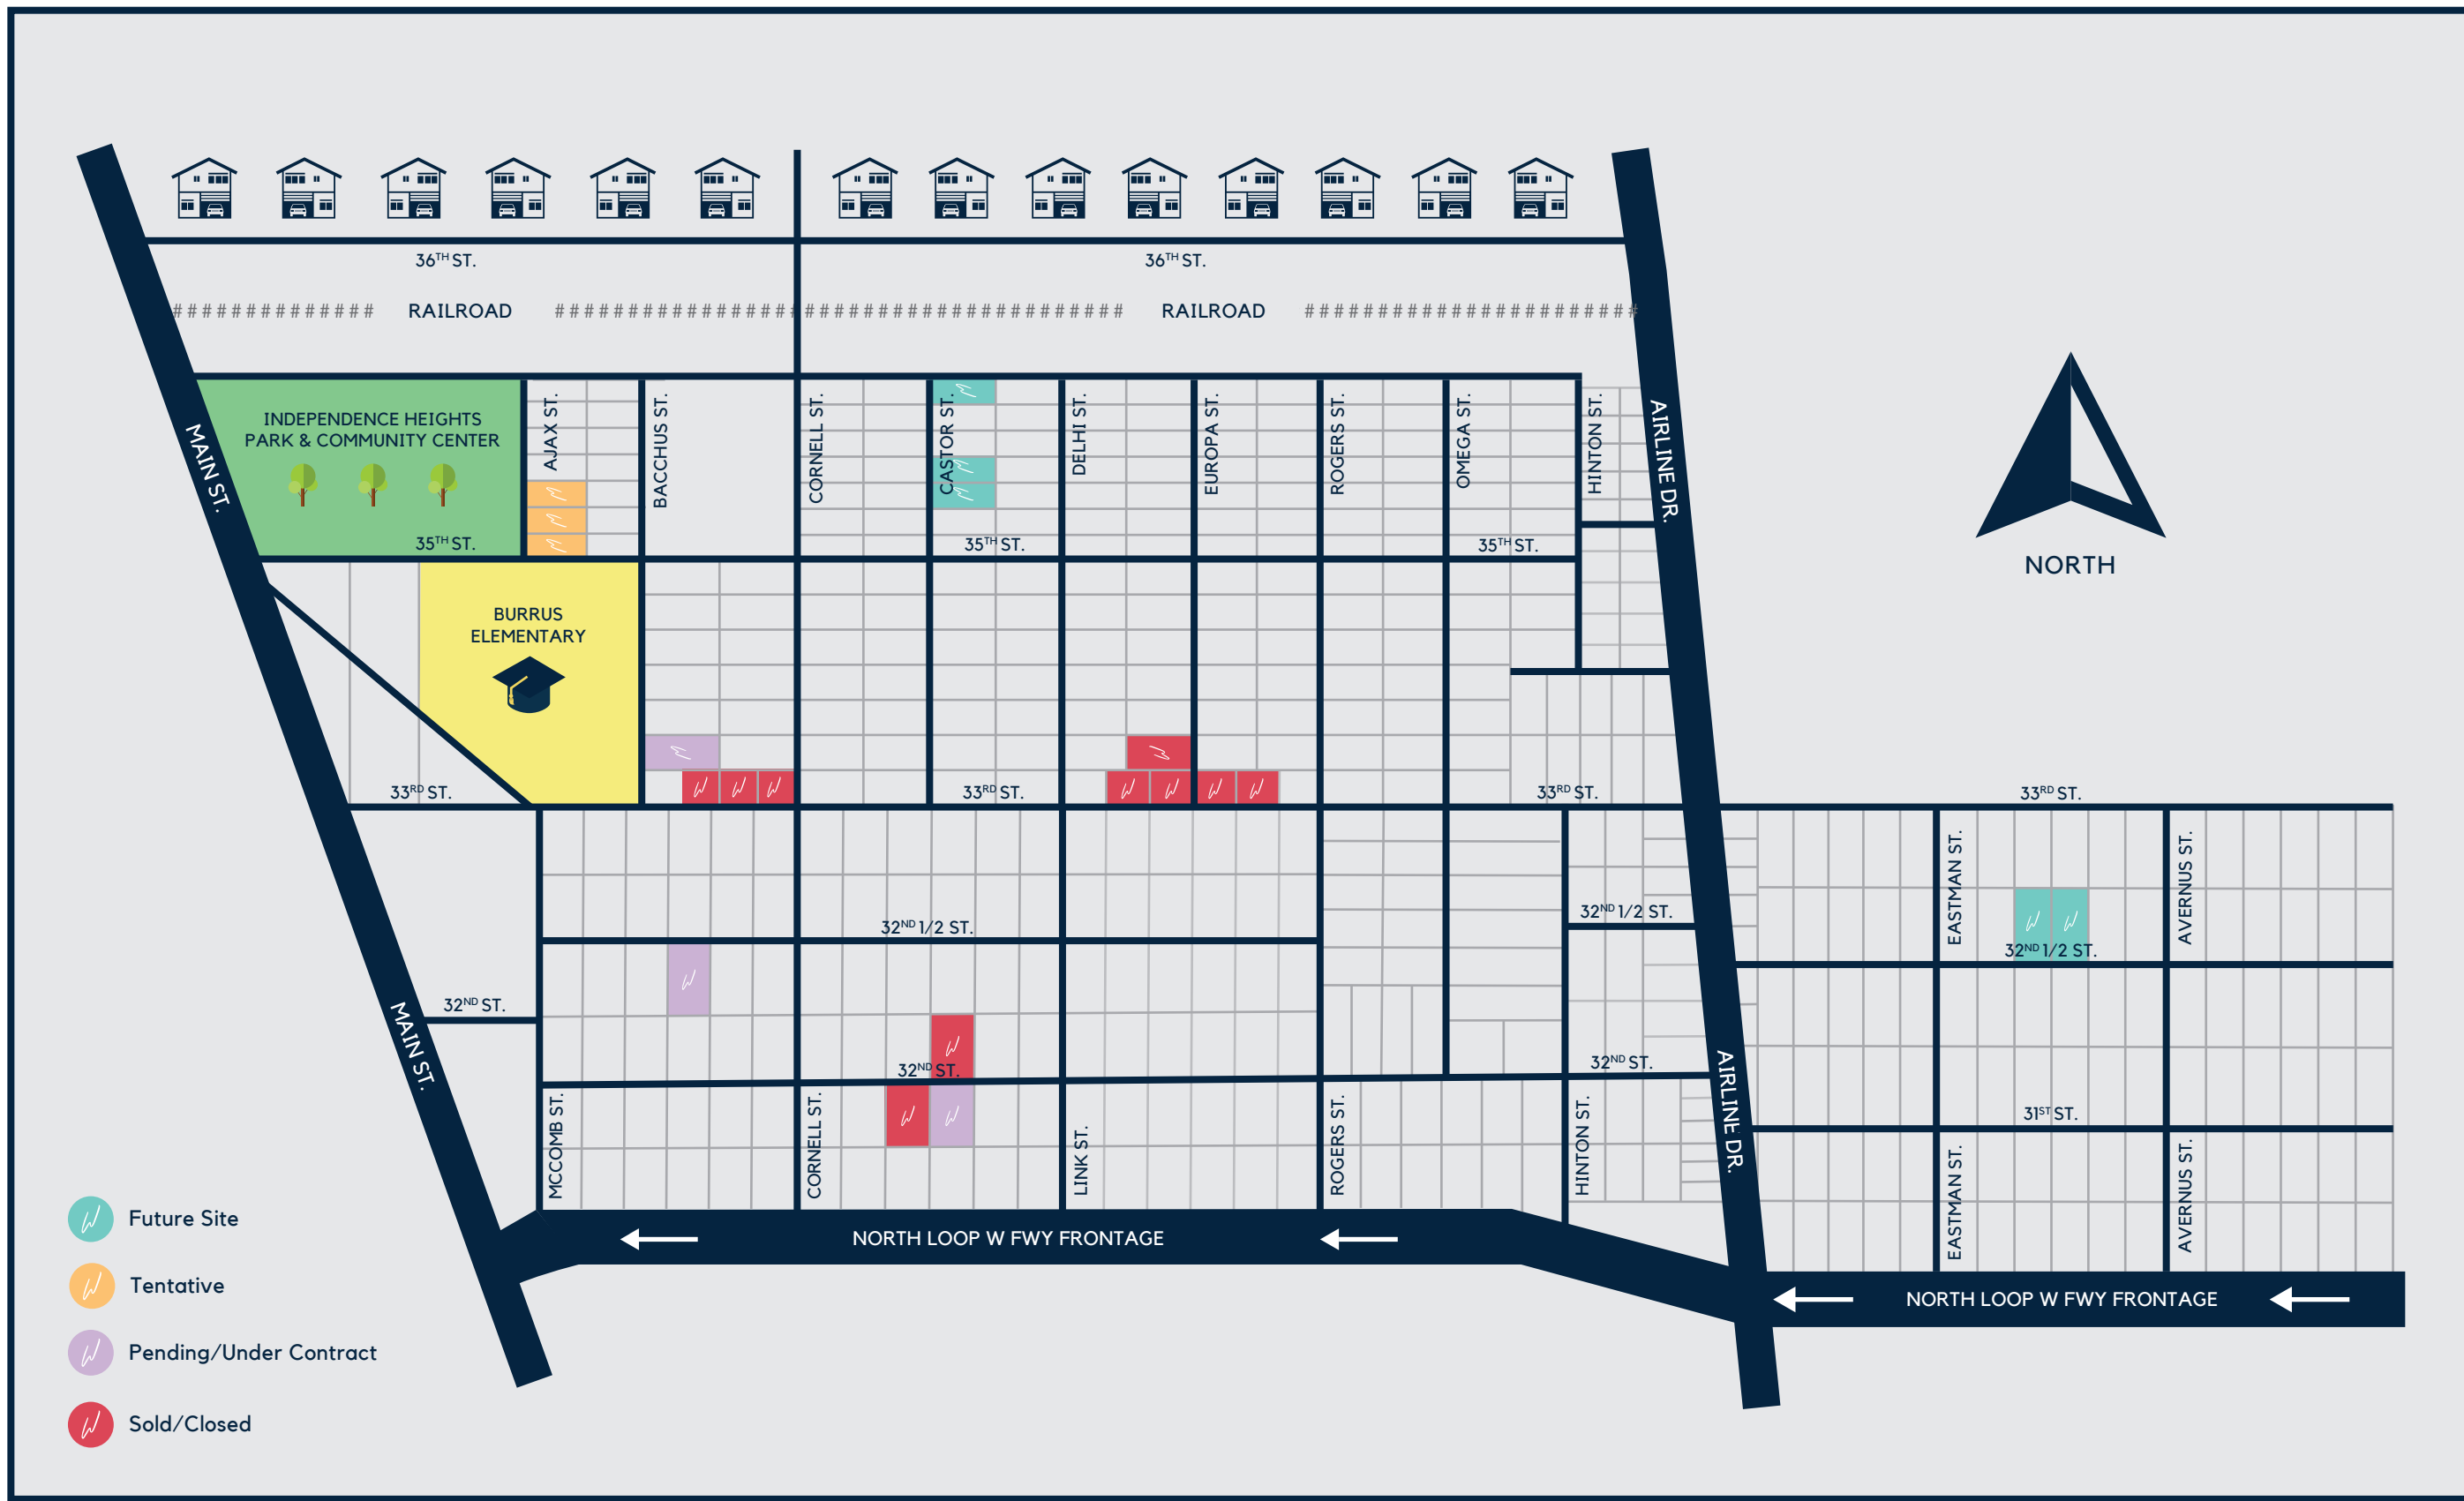 36TH ST.
36TH ST.
RAILROAD
RAILROAD
INDEPENDENCE HEIGHTS
PARK & COMMUNITY CENTER
MAIN ST.
AJAX ST.
BACCHUS ST.
CORNELL ST.
CASTOR ST.
DELHI ST.
EUROPA ST.
ROGERS ST.
OMEGA ST.
HINTON ST.
AIRLINE DR.
35TH ST.
35TH ST.
35TH ST.
NORTH
BURRUS
ELEMENTARY
33RD ST.
33RD ST.
33RD ST.
33RD ST.
EASTMAN ST.
AVERNUS ST.
32ND 1/2 ST.
32ND 1/2 ST.
32ND 1/2 ST.
32ND ST.
MAIN ST.
32ND ST.
32ND ST.
AIRLINE DR.
31ST ST.
MCCOMB ST.
CORNELL ST.
LINK ST.
ROGERS ST.
HINTON ST.
EASTMAN ST.
AVERNUS ST.
NORTH LOOP W FWY FRONTAGE
NORTH LOOP W FWY FRONTAGE
Future Site
Tentative
Pending/Under Contract
Sold/Closed